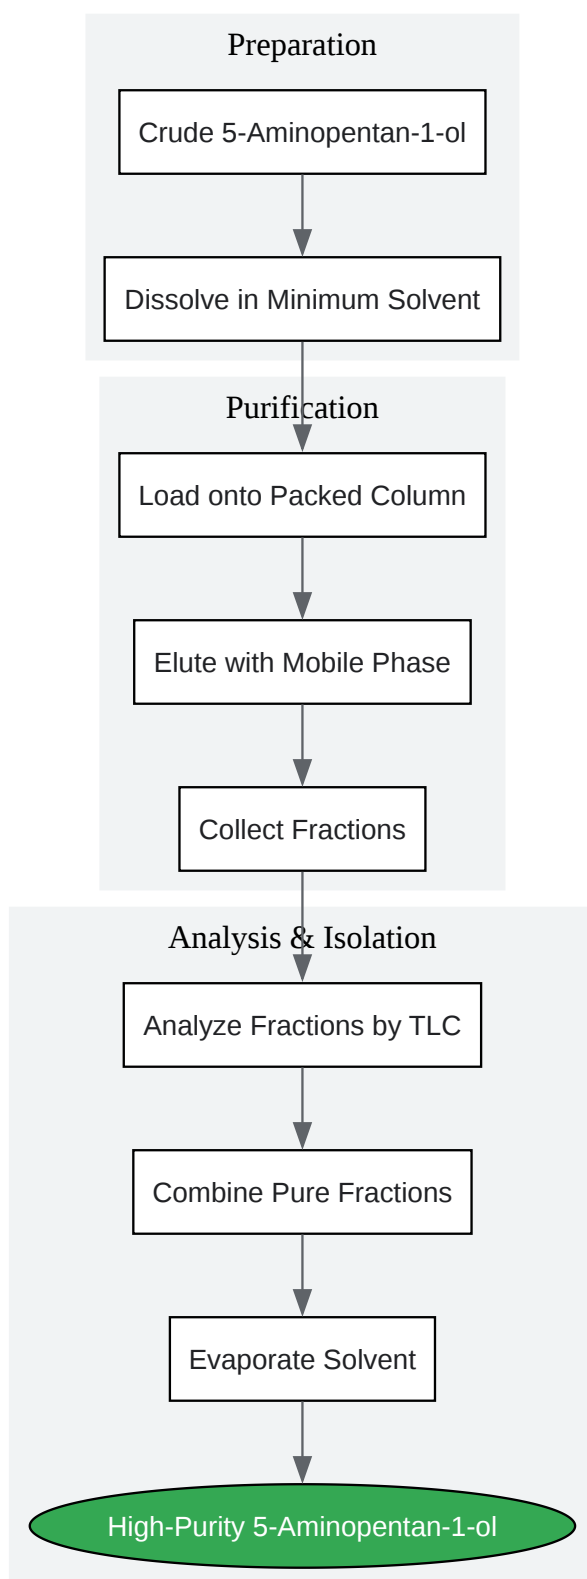 Preparation
Crude 5-Aminopentan-1-ol
Dissolve in Minimum Solvent
Purification
Load onto Packed Column
Elute with Mobile Phase
Collect Fractions
Analysis & Isolation
Analyze Fractions by TLC
Combine Pure Fractions
Evaporate Solvent
High-Purity 5-Aminopentan-1-ol